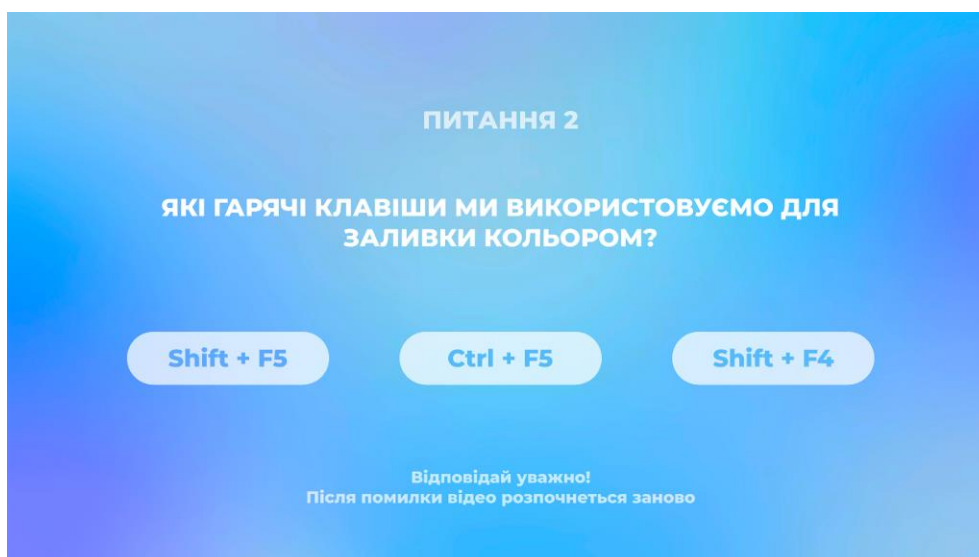 ПИТАННЯ 2
ЯКІ ГАРЯЧІ КЛАВІШИ МИ ВИКОРИСТОВУЄМО ДЛЯ
ЗАЛИВКИ КОЛЬОРОМ?
Shift + F5
Ctrl + F5
Shift + F4
Відповідай уважно!
Після помилки відео розпочнеться заново